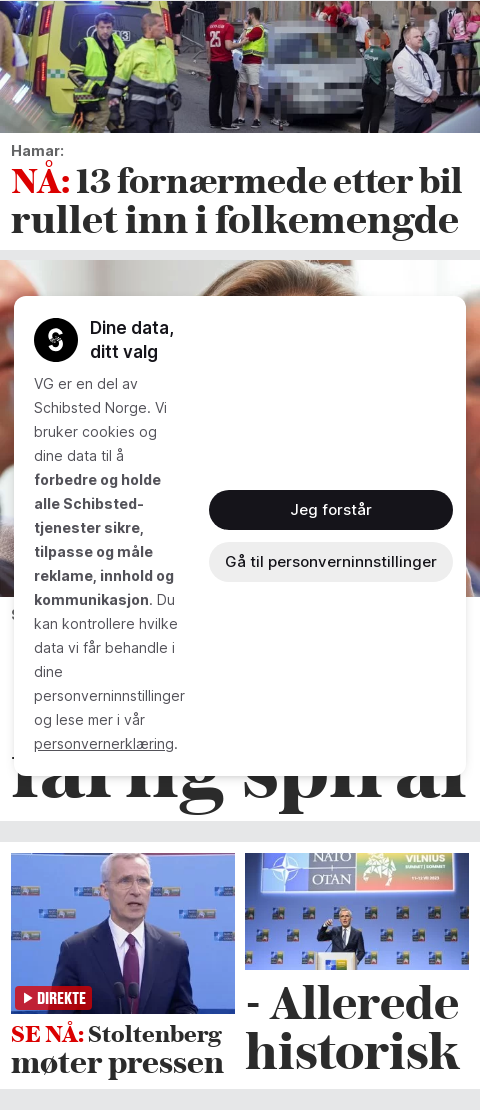 Hamar:
NÅ: 13 fornærmede etter bil
rullet inn i folkemengde
Dine data,
ditt valg
VG er en del av
Schibsted Norge. Vi
bruker cookies og
dine data til å
forbedre og holde
alle Schibsted-
tjenester sikre,
tilpasse og måle
reklame, innhold og
kommunikasjon. Du
kan kontrollere hvilke
data vi får behandle i
dine
personverninnstillinger
og lese mer i vår
personvernerklæring.
Jeg forstår
Gå til personverninnstillinger
farlig spiral
NATO
OTAN
VILNIUS
DIREKTE
SE NÅ: Stoltenberg
møter pressen
- Allerede
historisk